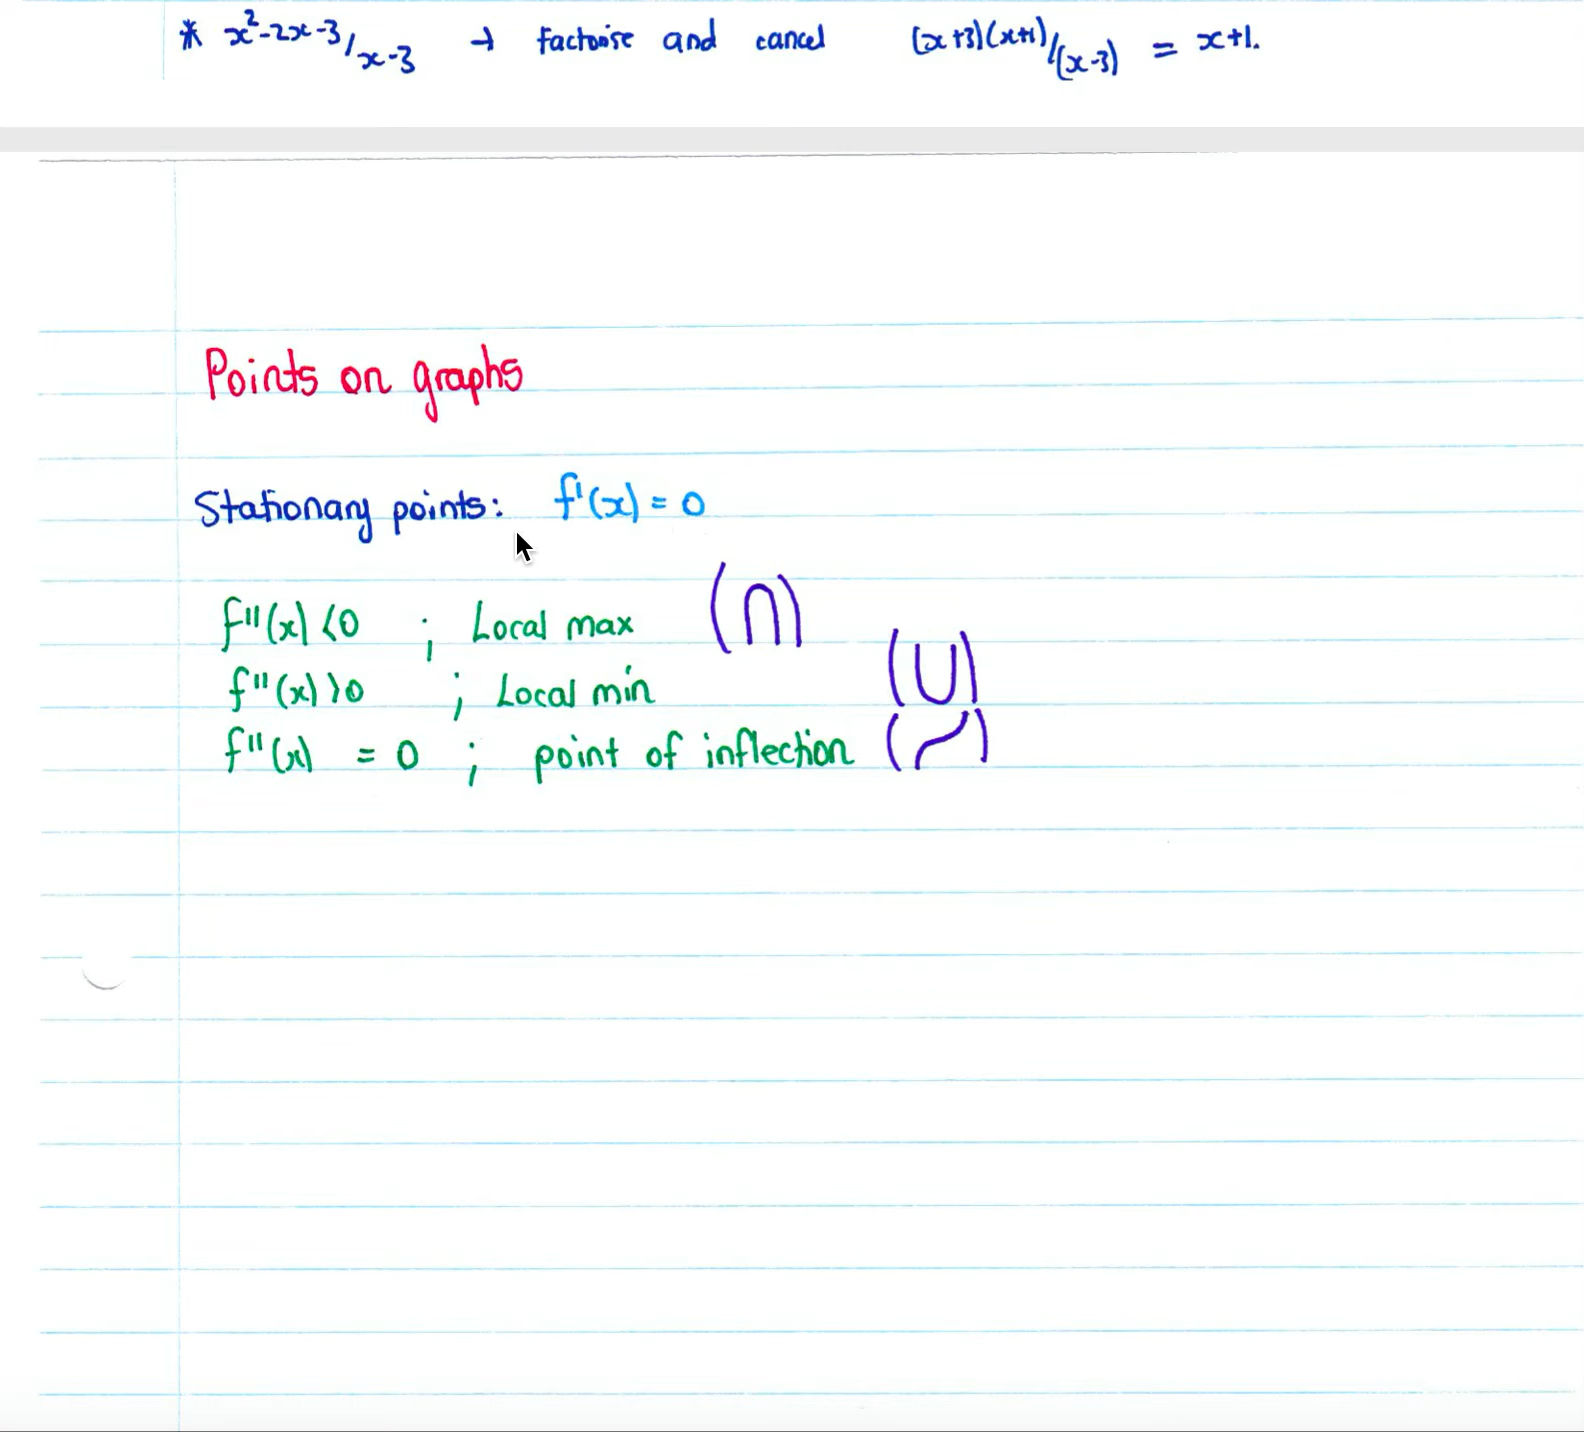 * x²-2x-3/x-3 → factorise and cancel (x+3)(x+1)/(x-3) = x+1.
Points on graphs
Stationary points: f'(x) = 0
f''(x) <0 ; Local max (∩)
f''(x) >0 ; Local min (∪)
f''(x) = 0 ; point of inflection ( )